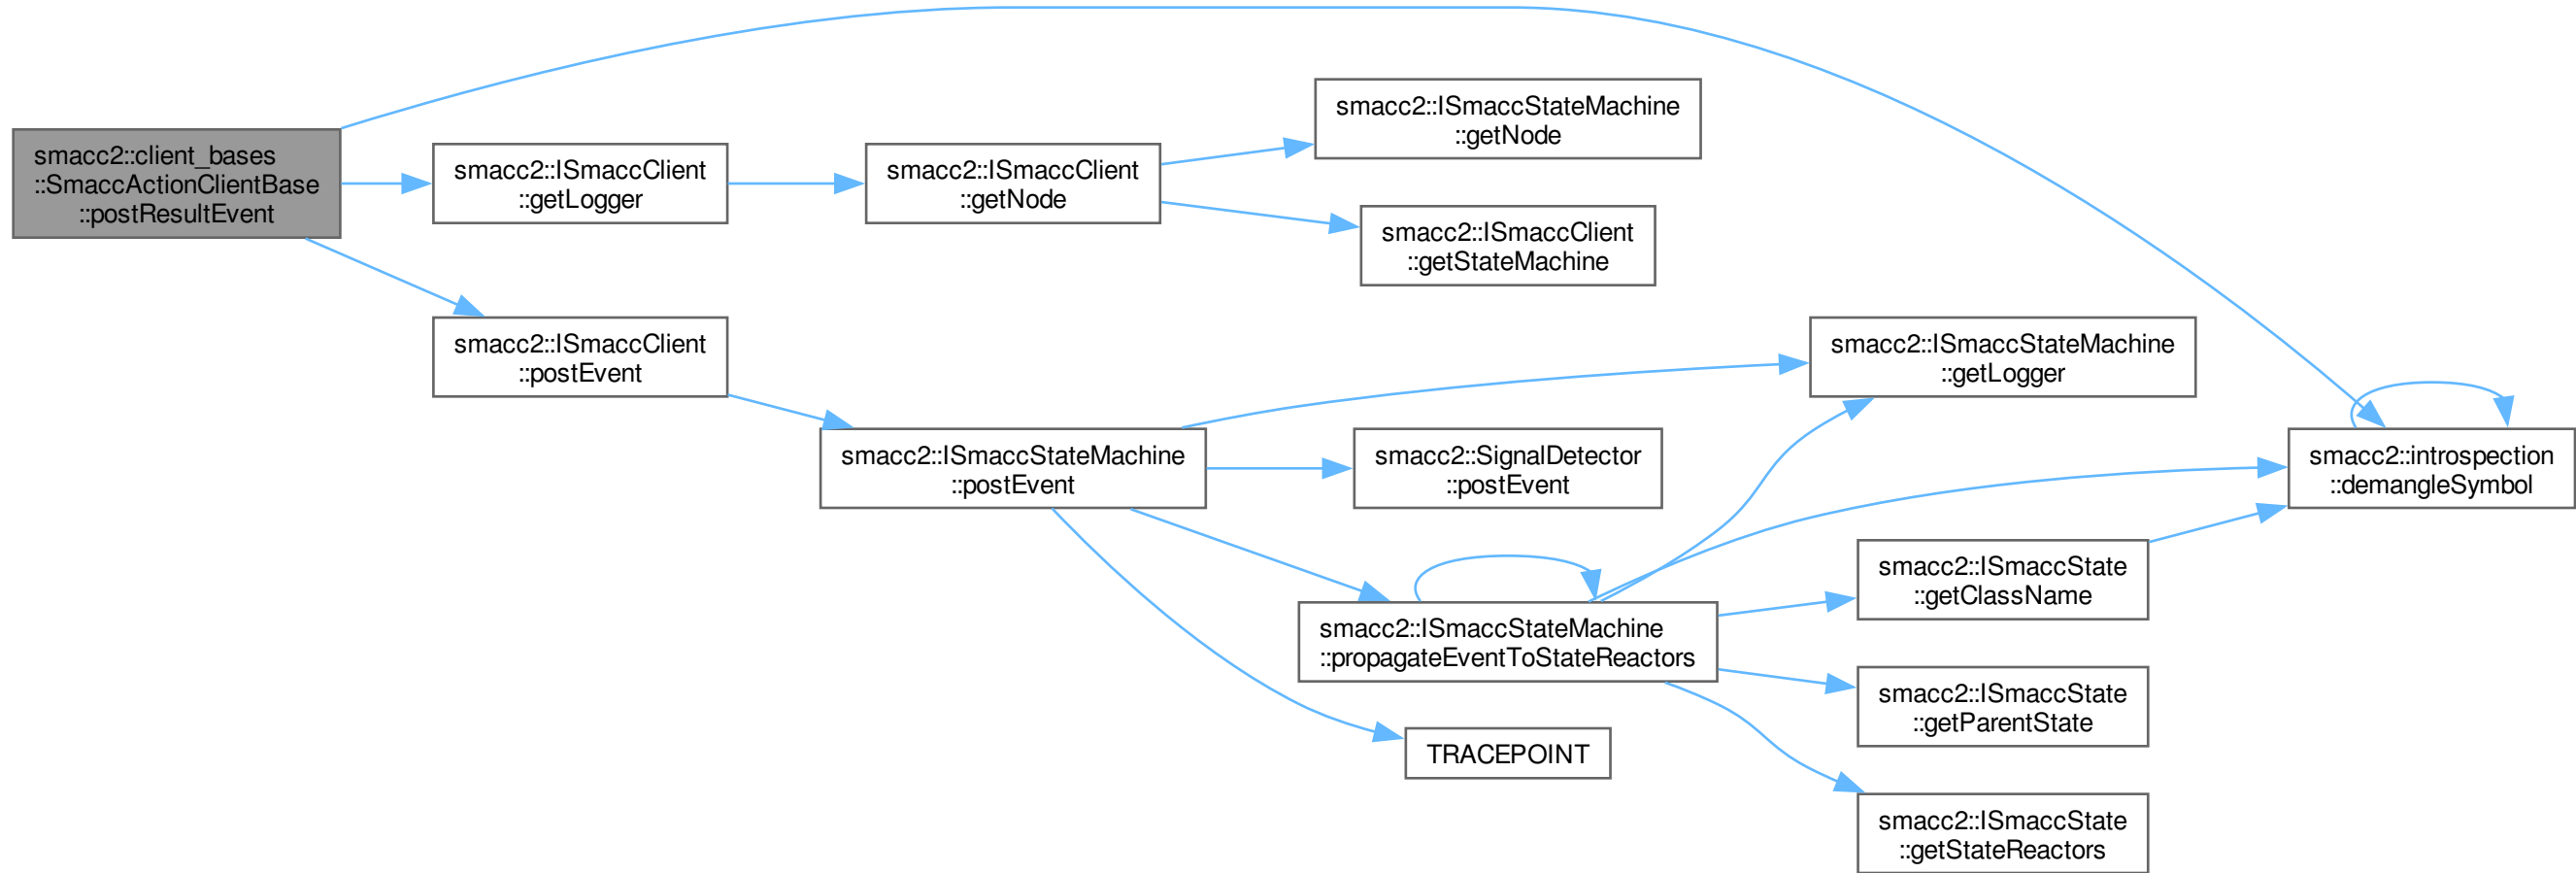 smacc2::client_bases
::SmaccActionClientBase
::postResultEvent
smacc2::ISmaccClient
::getLogger
smacc2::ISmaccClient
::getNode
smacc2::ISmaccStateMachine
::getNode
smacc2::ISmaccClient
::getStateMachine
smacc2::ISmaccClient
::postEvent
smacc2::ISmaccStateMachine
::postEvent
smacc2::ISmaccStateMachine
::getLogger
smacc2::SignalDetector
::postEvent
smacc2::introspection
::demangleSymbol
smacc2::ISmaccStateMachine
::propagateEventToStateReactors
smacc2::ISmaccState
::getClassName
smacc2::ISmaccState
::getParentState
TRACEPOINT
smacc2::ISmaccState
::getStateReactors